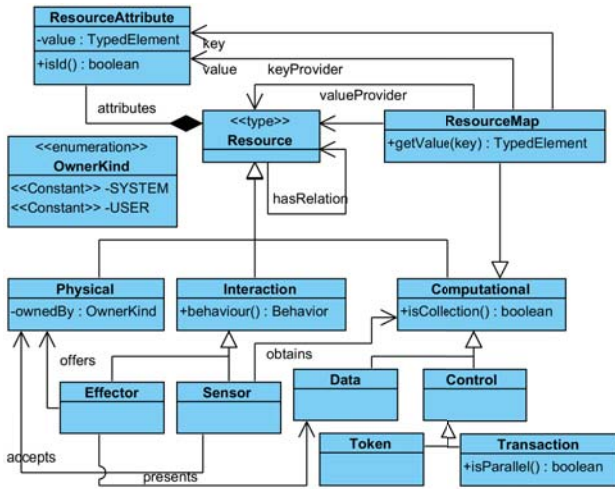 ResourceAttribute
-value : TypedElement
+isId() : boolean
key
value
keyProvider
valueProvider
attributes
<<type>>
Resource
ResourceMap
+getValue(key) : TypedElement
<<enumeration>>
OwnerKind
<<Constant>> -SYSTEM
<<Constant>> -USER
hasRelation
Physical
-ownedBy : OwnerKind
Interaction
+behaviour() : Behavior
Computational
+isCollection() : boolean
offers
obtains
Effector
Sensor
Data
Control
accepts
presents
Token
Transaction
+isParallel() : boolean